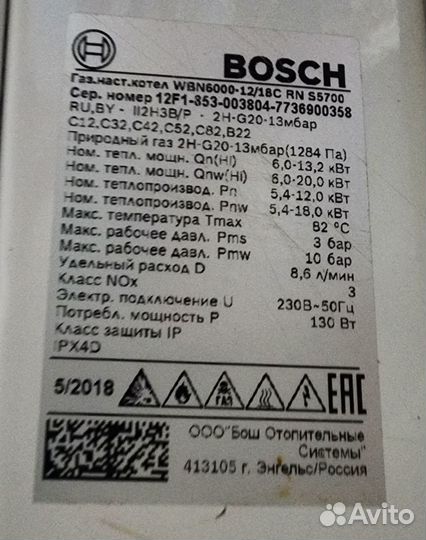 BOSCH
Газ.наст.котел WBN6000-12/18C RN S5700
Сер. номер 12F1-853-003804-7736900358
RU,BY - II2H3B/P · 2H-G20-13мбар
C12,C32,C42,C52,C82,B22
Природный газ 2H-G20-13мбар(1284 Па)
Ном. тепл. мощн. Qn(Hi) 6,0-13,2 кВт
Ном. тепл. мощн. Qnw(Hi) 6,0-20,0 кВт
Ном. теплопроизвод. Pn 5,4-12,0 кВт
Ном. теплопроизвод. Pnw 5,4-18,0 кВт
Макс. температура Tmax 82 °C
Макс. рабочее давл. Pms 3 бар
Макс. рабочее давл. Pmw 10 бар
Удельный расход D 8,6 л/мин
Класс NOx 3
Электр. подключение U 230В~50Гц
Потребл. мощность P 130 Вт
Класс защиты IP
IPX4D
5/2018 ГАЗ EAC
ООО"Бош Отопительные
Системы"
413105 г. Энгельс/Россия
Avito